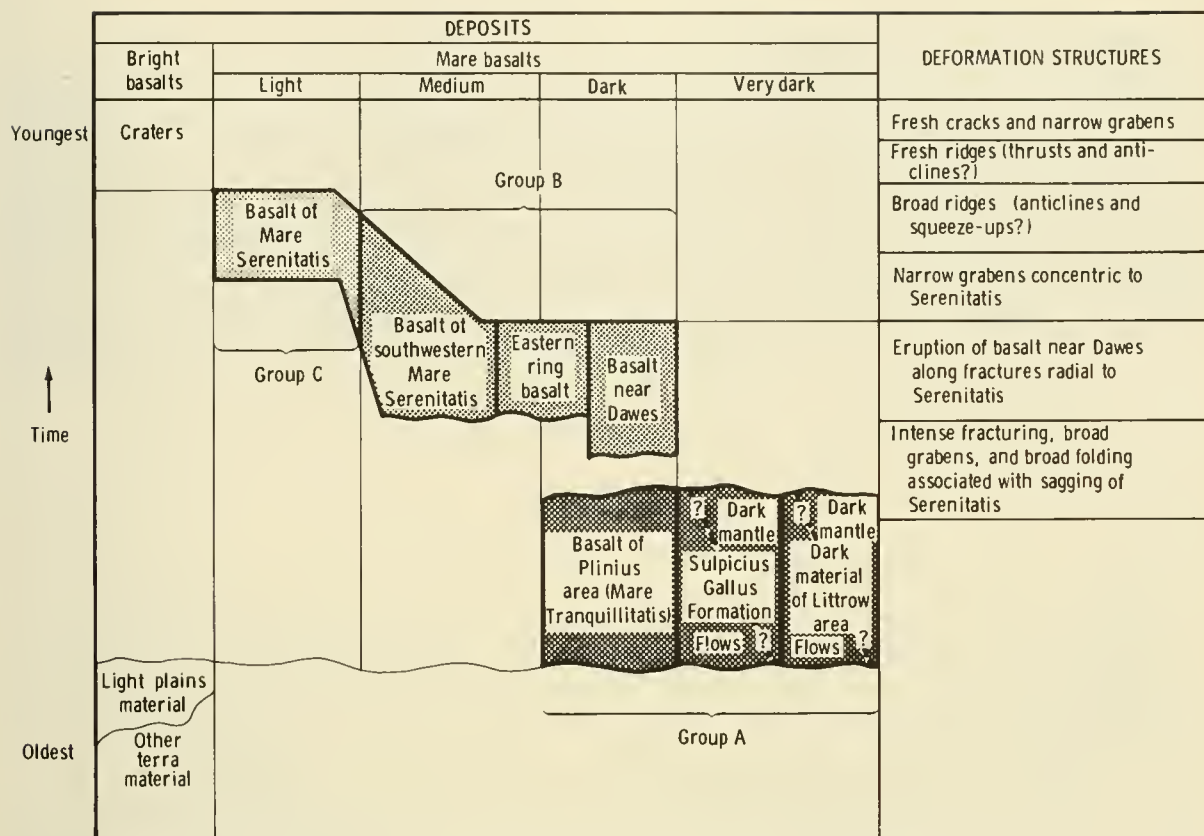 DEPOSITS
DEFORMATION STRUCTURES
Bright
basalts
Mare basalts
Light
Medium
Dark
Very dark
Youngest
Craters
Group B
Fresh cracks and narrow grabens
Fresh ridges (thrusts and anti-
clines?)
Basalt of
Mare
Serenitatis
Broad ridges (anticlines and
squeeze-ups?)
Narrow grabens concentric to
Serenitatis
Group C
Basalt of
southwestern
Mare
Serenitatis
Eastern
ring
basalt
Basalt
near
Dawes
Eruption of basalt near Dawes
along fractures radial to
Serenitatis
Time
Intense fracturing, broad
grabens, and broad folding
associated with sagging of
Serenitatis
Basalt of
Plinius
area (Mare
Tranquillitatis)
?
Dark
mantle
Sulpicius
Gallus
Formation
Flows
?
?
Dark
mantle
Dark
material
of Littrow
area
Flows
?
Light plains
material
Group A
Oldest
Other
terra
material